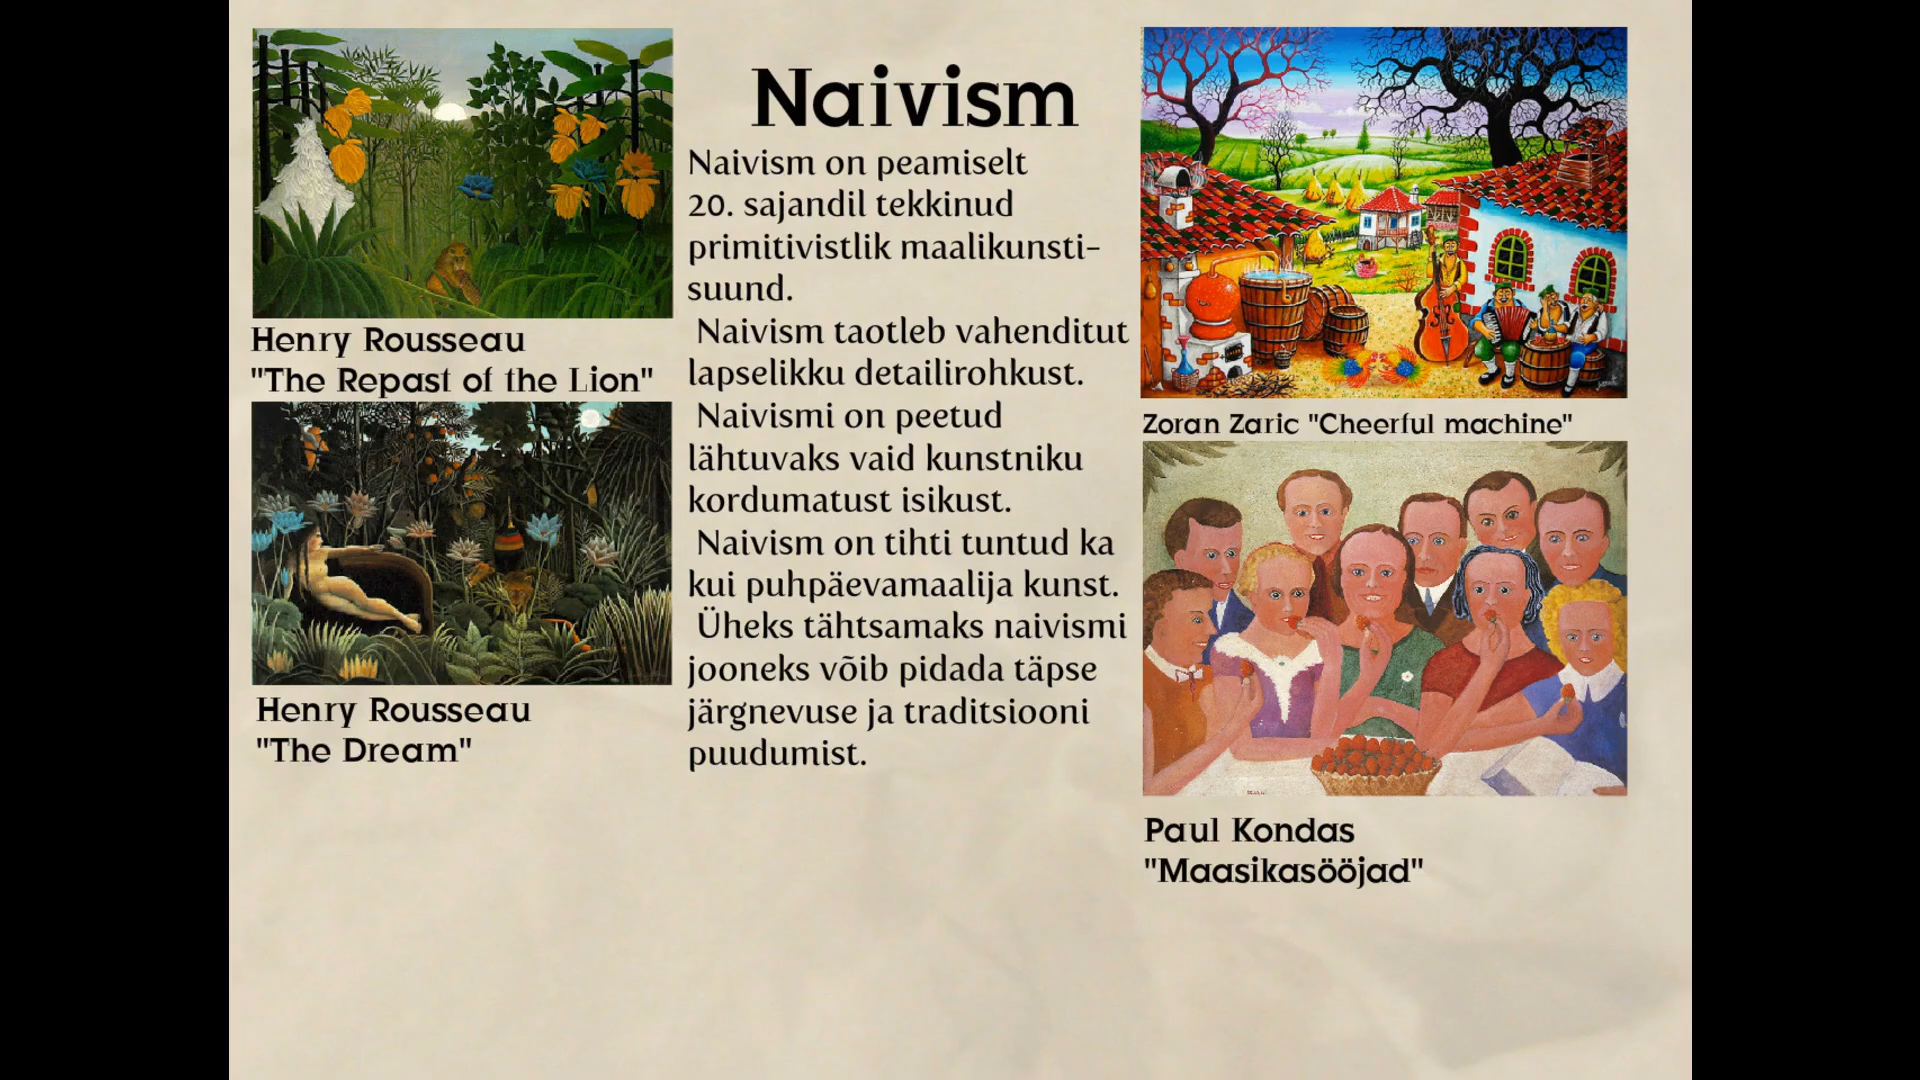 Naivism
Naivism on peamiselt
20. sajandil tekkinud
primitivistlik maalikunsti-
suund.
Naivism taotleb vahenditut
lapselikku detailirohkust.
Naivismi on peetud
lähtuvaks vaid kunstniku
kordumatust isikust.
Naivism on tihti tuntud ka
kui puhpäevamaalija kunst.
Üheks tähtsamaks naivismi
jooneks võib pidada täpse
järgnevuse ja traditsiooni
puudumist.
Henry Rousseau
"The Repast of the Lion"
Henry Rousseau
"The Dream"
Zoran Zaric "Cheerful machine"
Paul Kondas
"Maasikasööjad"